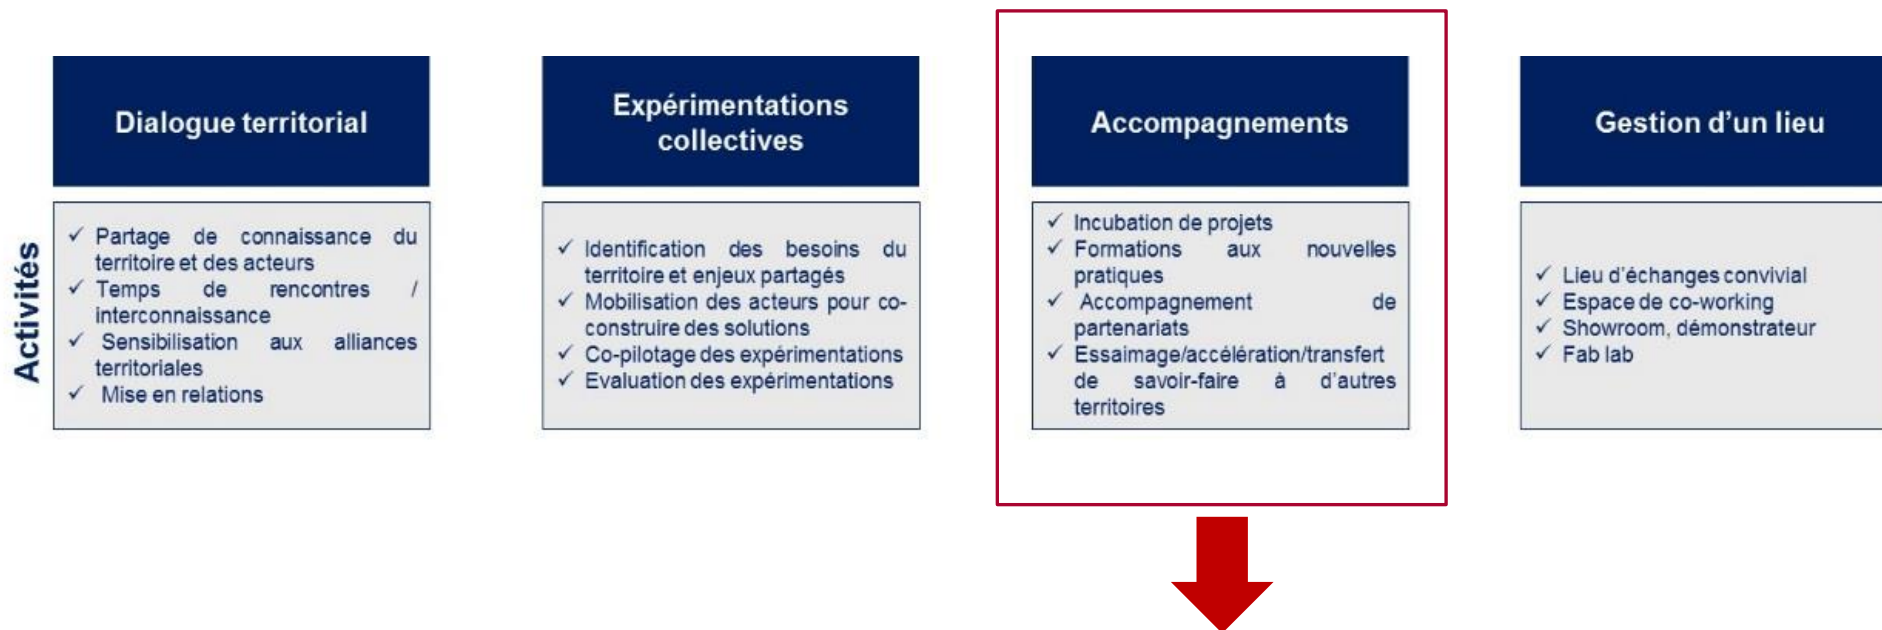 Dialogue territorial
Expérimentations
collectives
Accompagnements
Gestion d'un lieu
Activités
✓ Partage de connaissance du
territoire et des acteurs
✓ Temps de rencontres /
interconnaissance
✓ Sensibilisation aux alliances
territoriales
✓ Mise en relations
✓ Identification des besoins du
territoire et enjeux partagés
✓ Mobilisation des acteurs pour co-
construire des solutions
✓ Co-pilotage des expérimentations
✓ Evaluation des expérimentations
✓ Incubation de projets
✓ Formations aux nouvelles
pratiques
✓ Accompagnement de
partenariats
✓ Essaimage/accélération/transfert
de savoir-faire à d'autres
territoires
✓ Lieu d'échanges convivial
✓ Espace de co-working
✓ Showroom, démonstrateur
✓ Fab lab